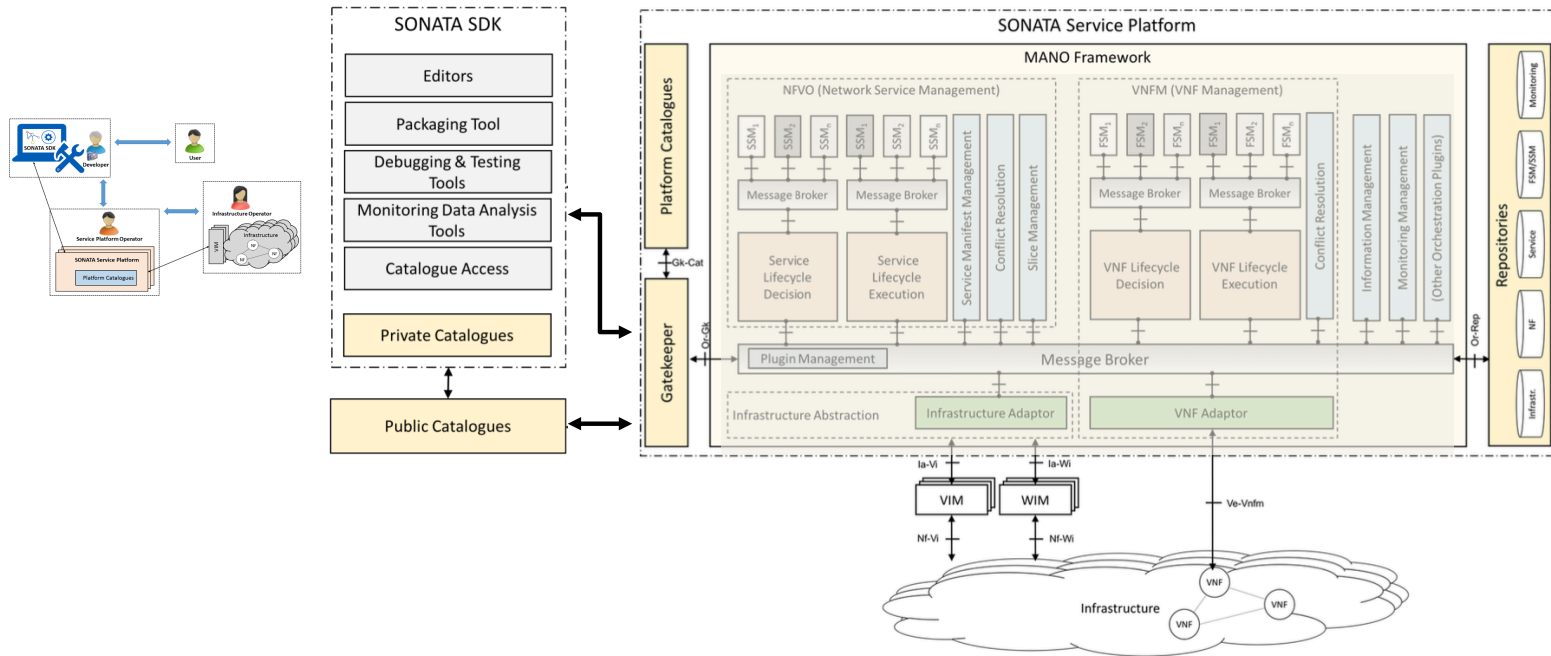 SONATA SDK
Developer
User
Infrastructure Operator
VIM
Infrastructure
Nf
Nf
Nf
Service Platform Operator
SONATA Service Platform
Platform Catalogues
SONATA SDK
Editors
Packaging Tool
Debugging & Testing
Tools
Monitoring Data Analysis
Tools
Catalogue Access
Private Catalogues
Public Catalogues
SONATA Service Platform
Platform Catalogues
Gk-Cat
Gatekeeper
Or-Gk
MANO Framework
NFVO (Network Service Management)
SSM1
SSM2
SSMn
SSM1
SSM2
SSMn
Message Broker
Message Broker
Service
Lifecycle
Decision
Service
Lifecycle
Execution
Service Manifest Management
Conflict Resolution
Slice Management
VNFM (VNF Management)
FSM1
FSM2
FSMn
FSM1
FSM2
FSMn
Message Broker
Message Broker
VNF Lifecycle
Decision
VNF Lifecycle
Execution
Conflict Resolution
Information Management
Monitoring Management
(Other Orchestration Plugins)
Plugin Management
Message Broker
Infrastructure Abstraction
Infrastructure Adaptor
VNF Adaptor
Or-Rep
Repositories
Monitoring
FSM/SSM
Service
NF
Infrastr.
Ia-Vi
Ia-Wi
VIM
WIM
Ve-Vnfm
Nf-Vi
Nf-Wi
Infrastructure
VNF
VNF
VNF